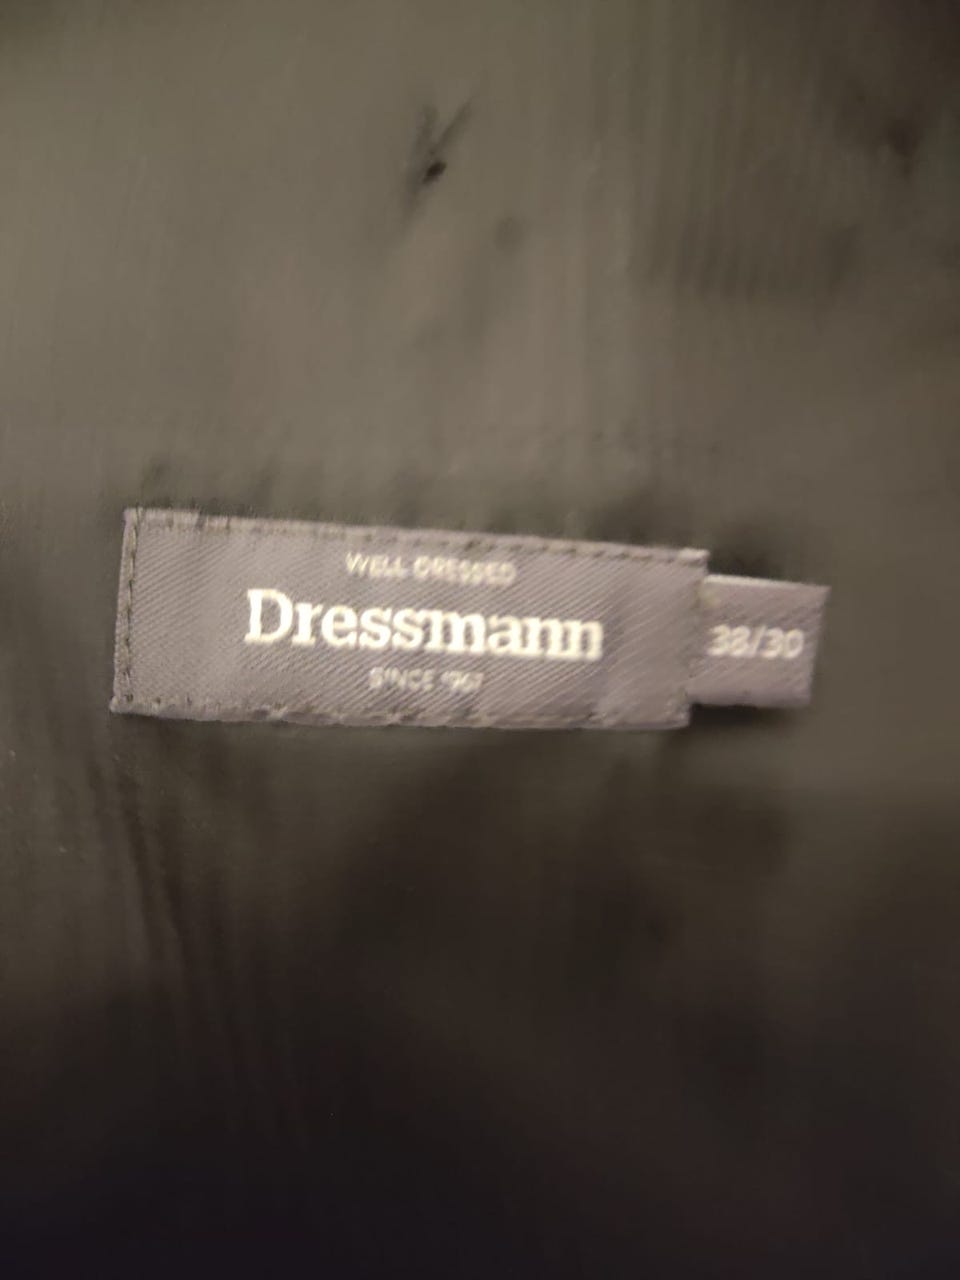 WELL DRESSED
Dressmann
38/30
SINCE 1967